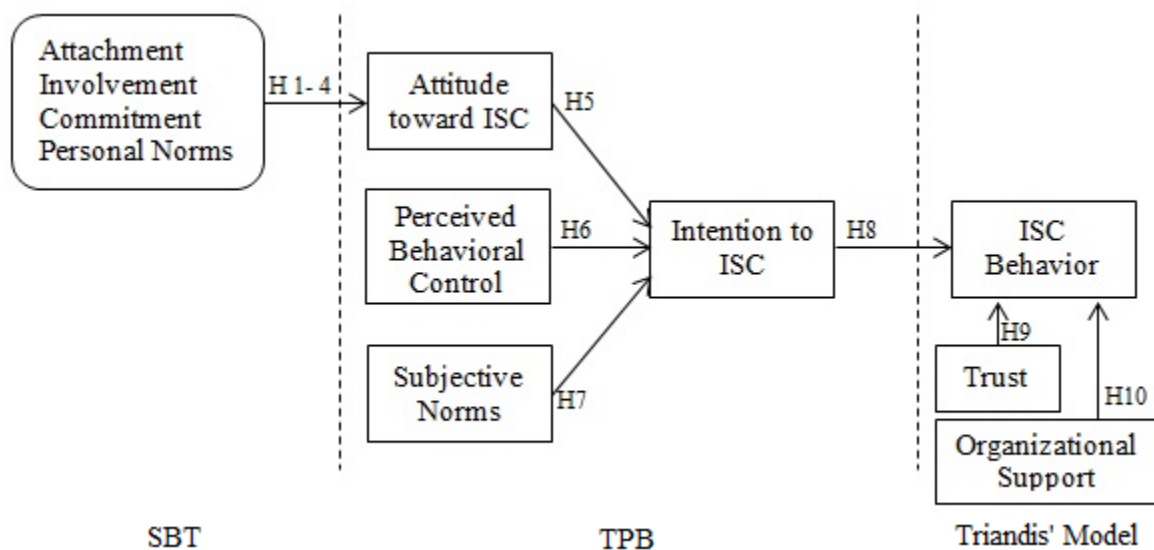 Attachment
Involvement
Commitment
Personal Norms
H 1- 4
Attitude
toward ISC
H5
Perceived
Behavioral
Control
H6
Subjective
Norms
H7
Intention to
ISC
H8
ISC
Behavior
H9
Trust
H10
Organizational
Support
SBT
TPB
Triandis' Model